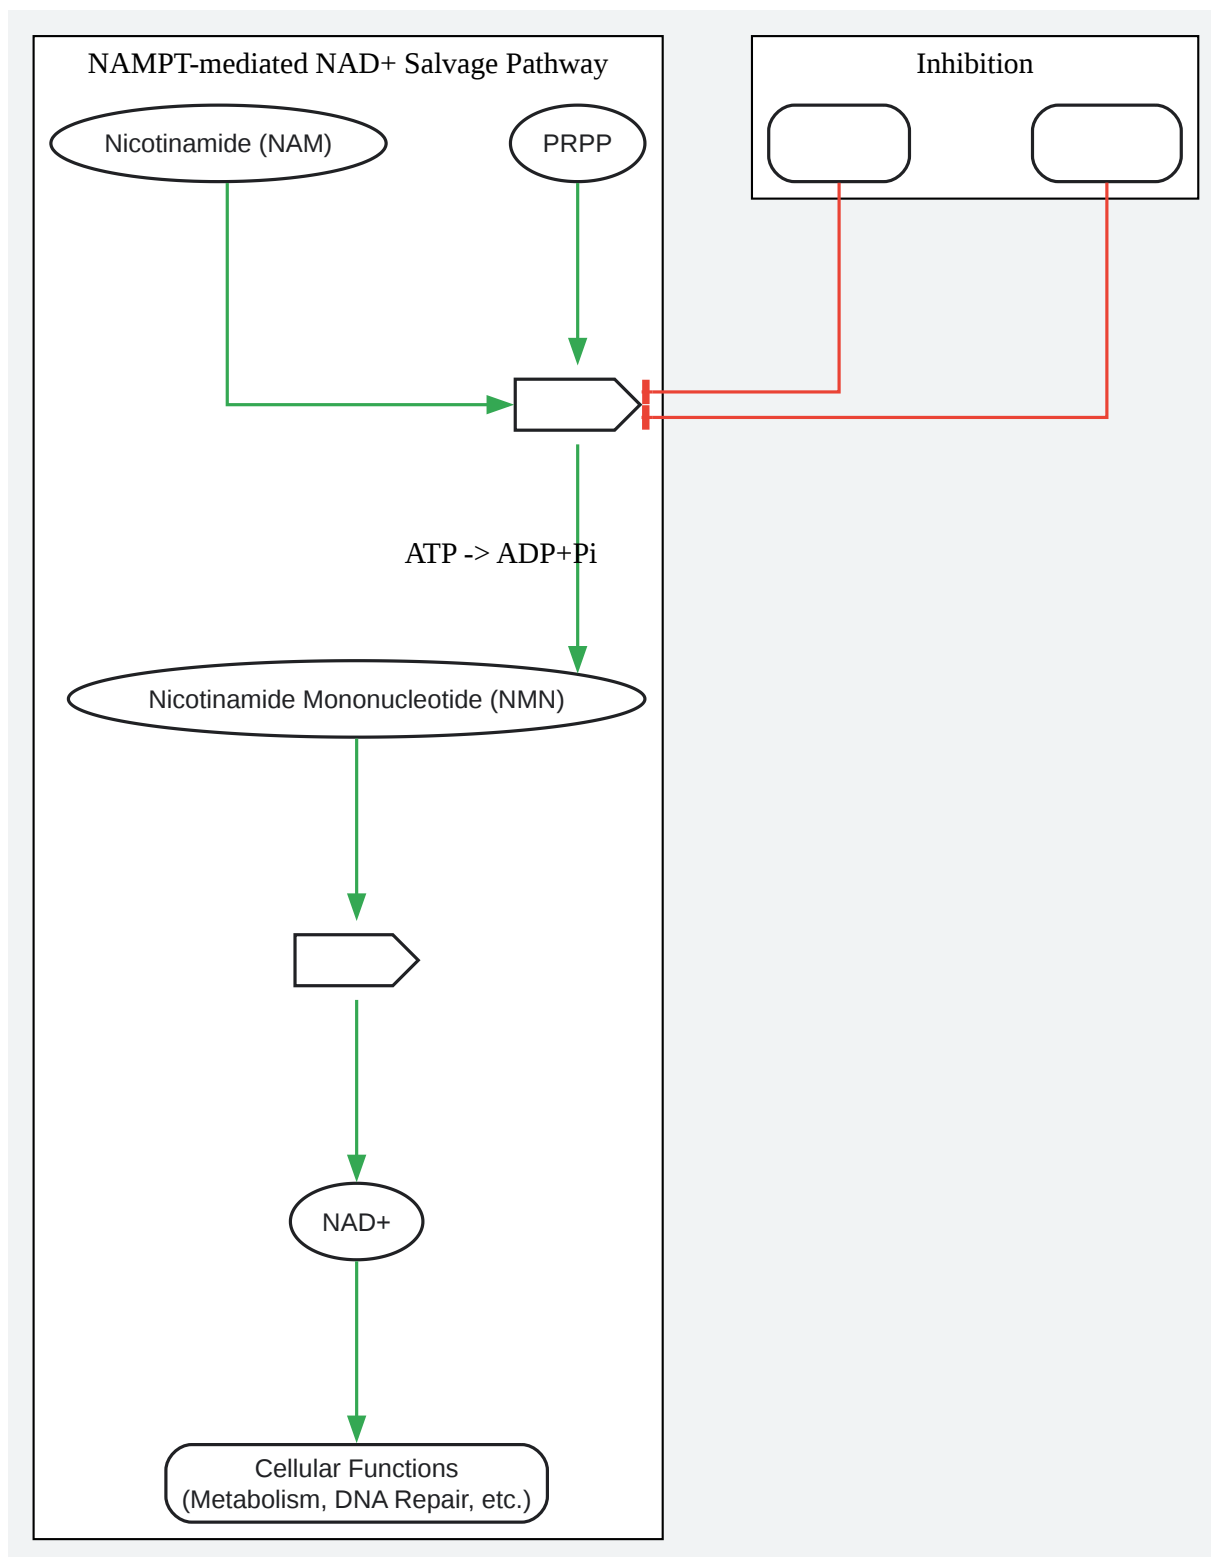 NAMPT-mediated NAD+ Salvage Pathway
Inhibition
Nicotinamide (NAM)
PRPP
ATP -> ADP+Pi
Nicotinamide Mononucleotide (NMN)
NAD+
Cellular Functions
(Metabolism, DNA Repair, etc.)